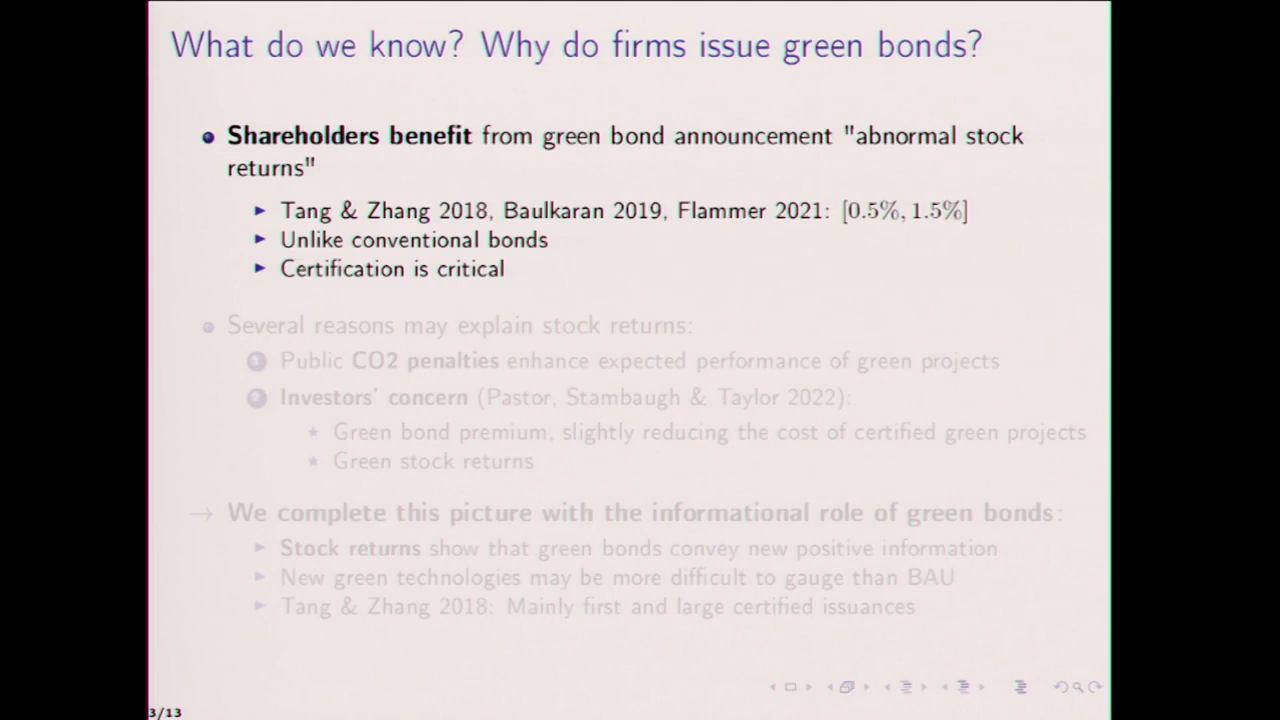 What do we know? Why do firms issue green bonds?
Shareholders benefit from green bond announcement "abnormal stock
returns"
Tang & Zhang 2018, Baulkaran 2019, Flammer 2021: [0.5%, 1.5%]
Unlike conventional bonds
Certification is critical
Several reasons may explain stock returns:
1 Public CO2 penalties enhance expected performance of green projects
2 Investors' concern (Pastor, Stambaugh & Taylor 2022):
Green bond premium, slightly reducing the cost of certified green projects
Green stock returns
→ We complete this picture with the informational role of green bonds:
Stock returns show that green bonds convey new positive information
New green technologies may be more difficult to gauge than BAU
Tang & Zhang 2018: Mainly first and large certified issuances
3/13